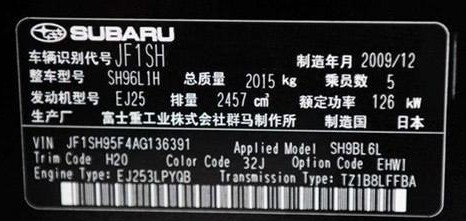 SUBARU
车辆识别代号 JF1SH 制造年月 2009/12
整车型号 SH96L1H 总质量 2015 kg 乘员数 5
发动机型号 EJ25 排量 2457 cm³ 额定功率 126 kW
生产厂 富士重工业株式会社群马制作所 制造国 日本
VIN JF1SH95F4AG136391 Applied Model SH9BL6L
Trim Code H20 Color Code 32J Option Code EHWI
Engine Type: EJ253LPYQB Transmission Type: TZ1B8LFFBA